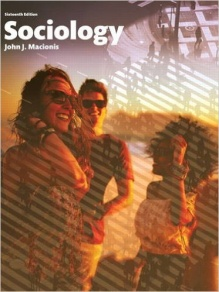 Sixteenth Edition
Sociology
John J. Macionis